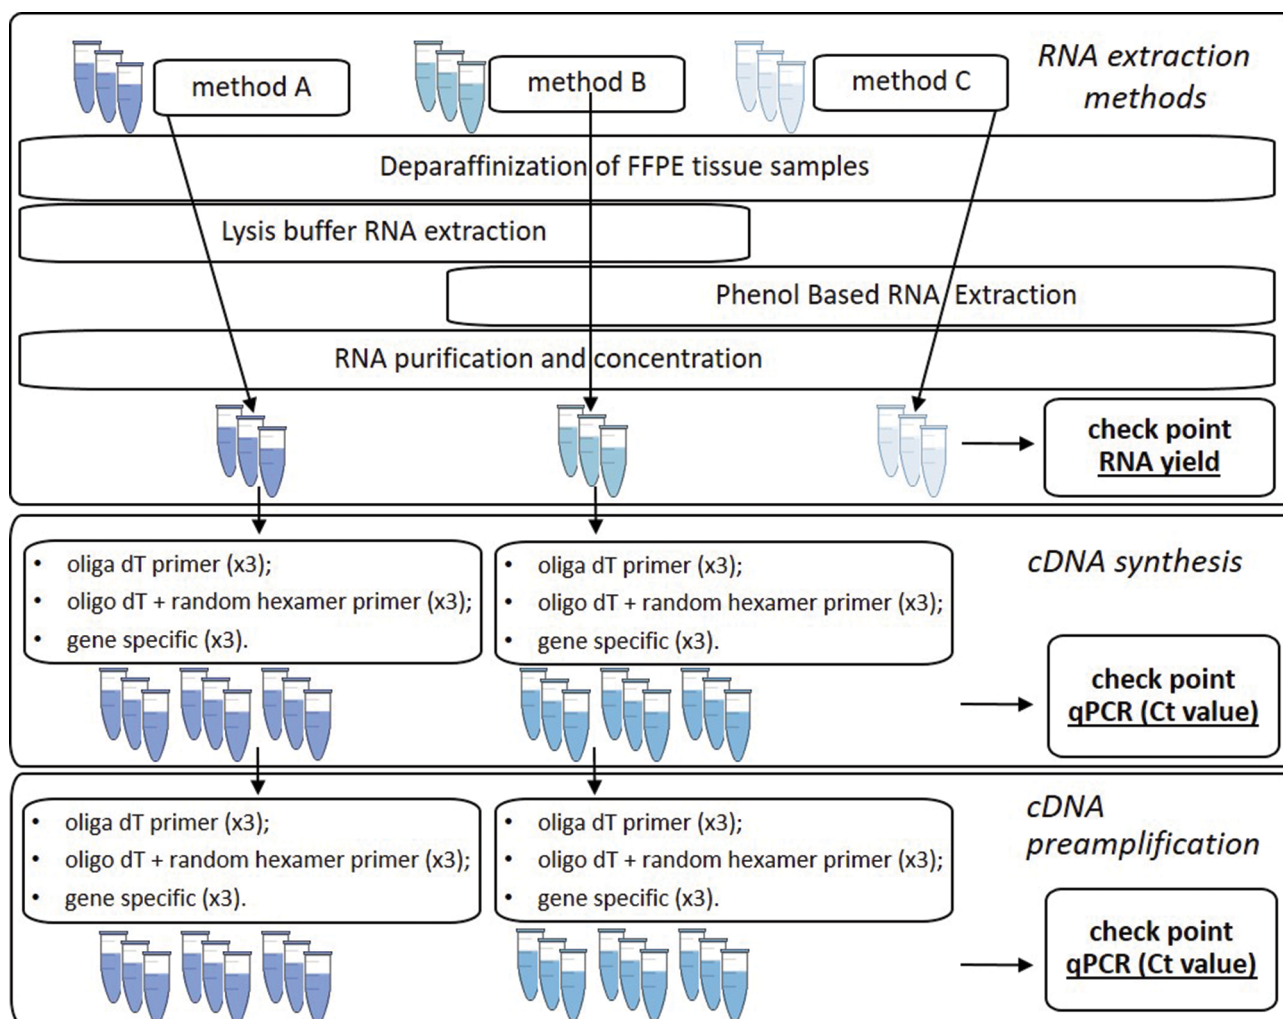 method A
method B
method C
RNA extraction
methods
Deparaffinization of FFPE tissue samples
Lysis buffer RNA extraction
Phenol Based RNA Extraction
RNA purification and concentration
check point
RNA yield
• oliga dT primer (x3);
• oligo dT + random hexamer primer (x3);
• gene specific (x3).
• oliga dT primer (x3);
• oligo dT + random hexamer primer (x3);
• gene specific (x3).
cDNA synthesis
check point
qPCR (Ct value)
• oliga dT primer (x3);
• oligo dT + random hexamer primer (x3);
• gene specific (x3).
• oliga dT primer (x3);
• oligo dT + random hexamer primer (x3);
• gene specific (x3).
cDNA
preamplification
check point
qPCR (Ct value)